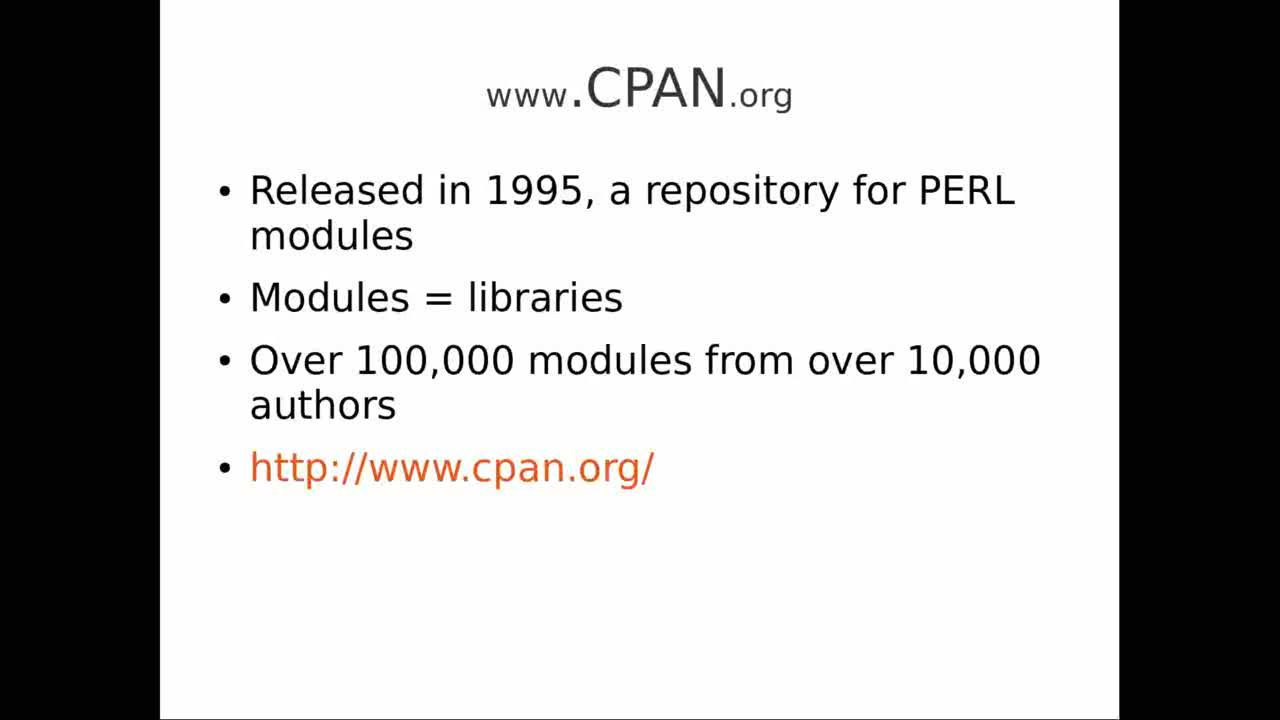 www.CPAN.org
• Released in 1995, a repository for PERL
modules
• Modules = libraries
• Over 100,000 modules from over 10,000
authors
• http://www.cpan.org/